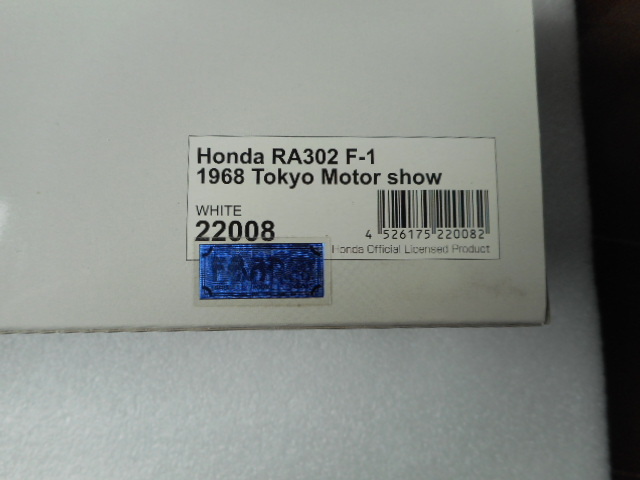 Honda RA302 F-1
1968 Tokyo Motor show
WHITE
22008
4 526175 220082
Honda Official Licensed Product